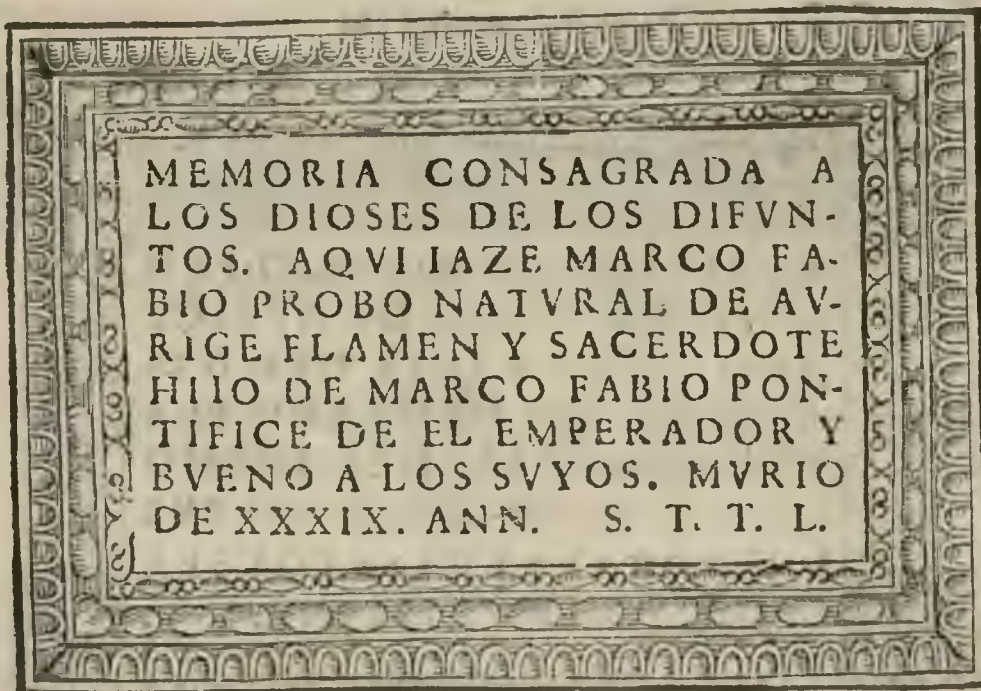 MEMORIA CONSAGRADA A
LOS DIOSES DE LOS DIFVN-
TOS. AQVI IAZE MARCO FA-
BIO PROBO NATVRAL DE AV-
RIGE FLAMEN Y SACERDOTE
HIIO DE MARCO FABIO PON-
TIFICE DE EL EMPERADOR Y
BVENO A LOS SVYOS. MVRIO
DE XXXIX. ANN. S. T. T. L.